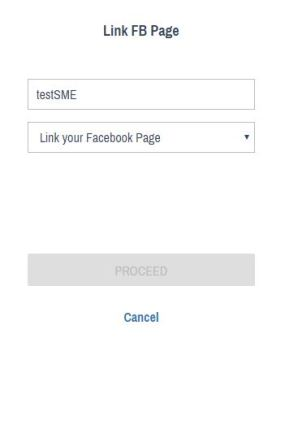 Link FB Page
testSME
Link your Facebook Page
PROCEED
Cancel